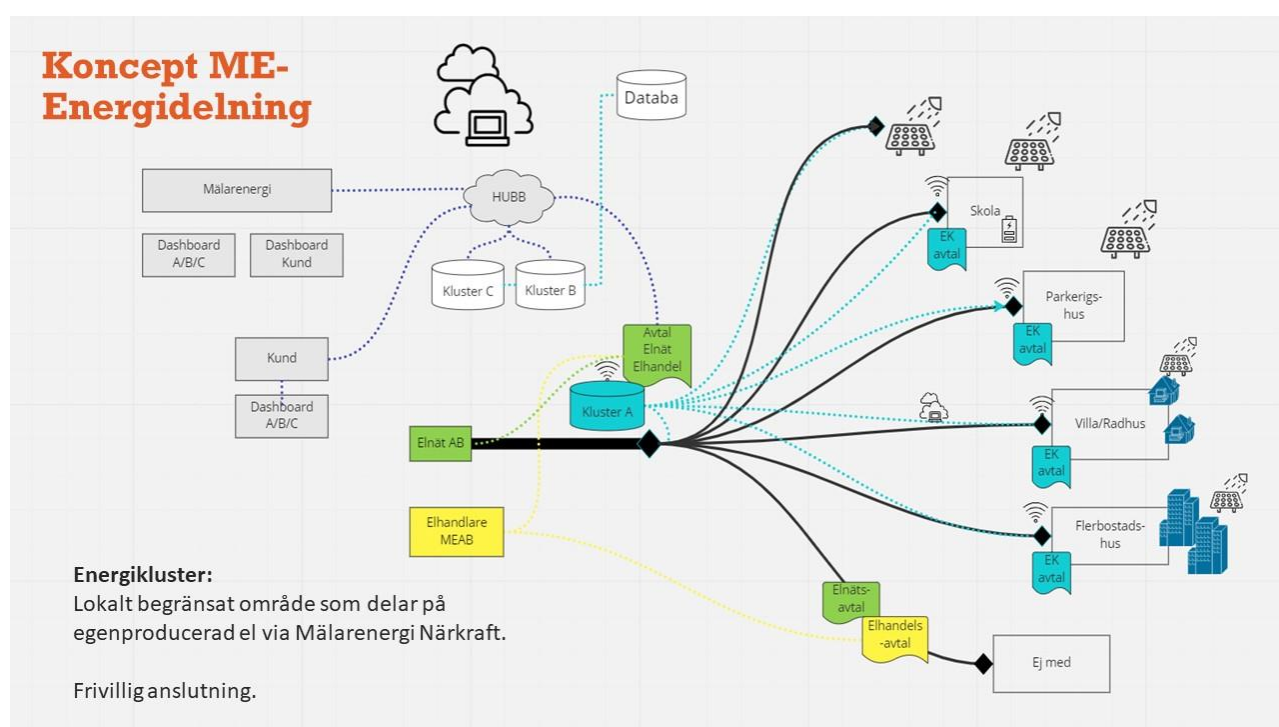 Koncept ME-
Energidelning
Databa
Mälarenergi
HUBB
Skola
EK
avtal
Dashboard
A/B/C
Dashboard
Kund
Kluster C
Kluster B
Parkerigs-
hus
EK
avtal
Avtal
Elnät
Elhandel
Kund
Dashboard
A/B/C
Kluster A
Villa/Radhus
EK
avtal
Elnät AB
Elhandlare
MEAB
Flerbostads-
hus
EK
avtal
Energikluster:
Lokalt begränsat område som delar på
egenproducerad el via Mälarenergi Närkraft.
Frivillig anslutning.
Elnäts-
avtal
Elhandels
-avtal
Ej med